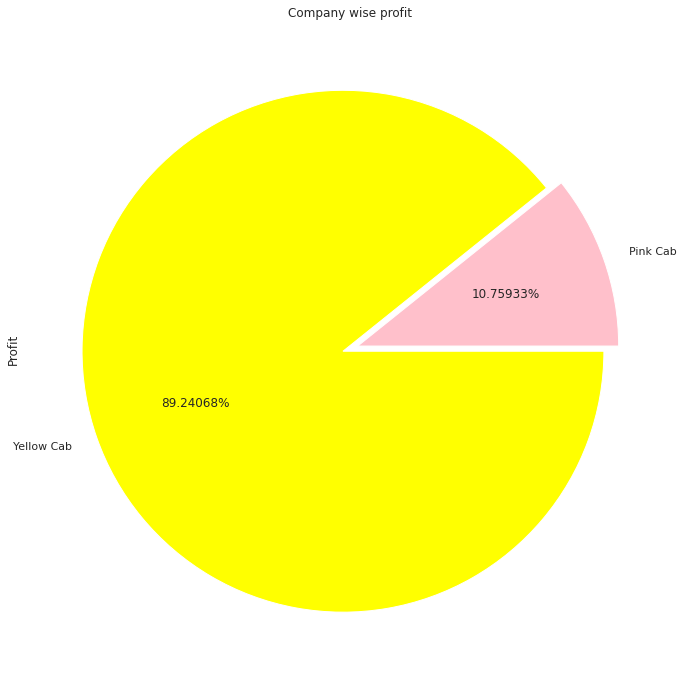 Company wise profit
Pink Cab
10.75933%
Profit
89.24068%
Yellow Cab